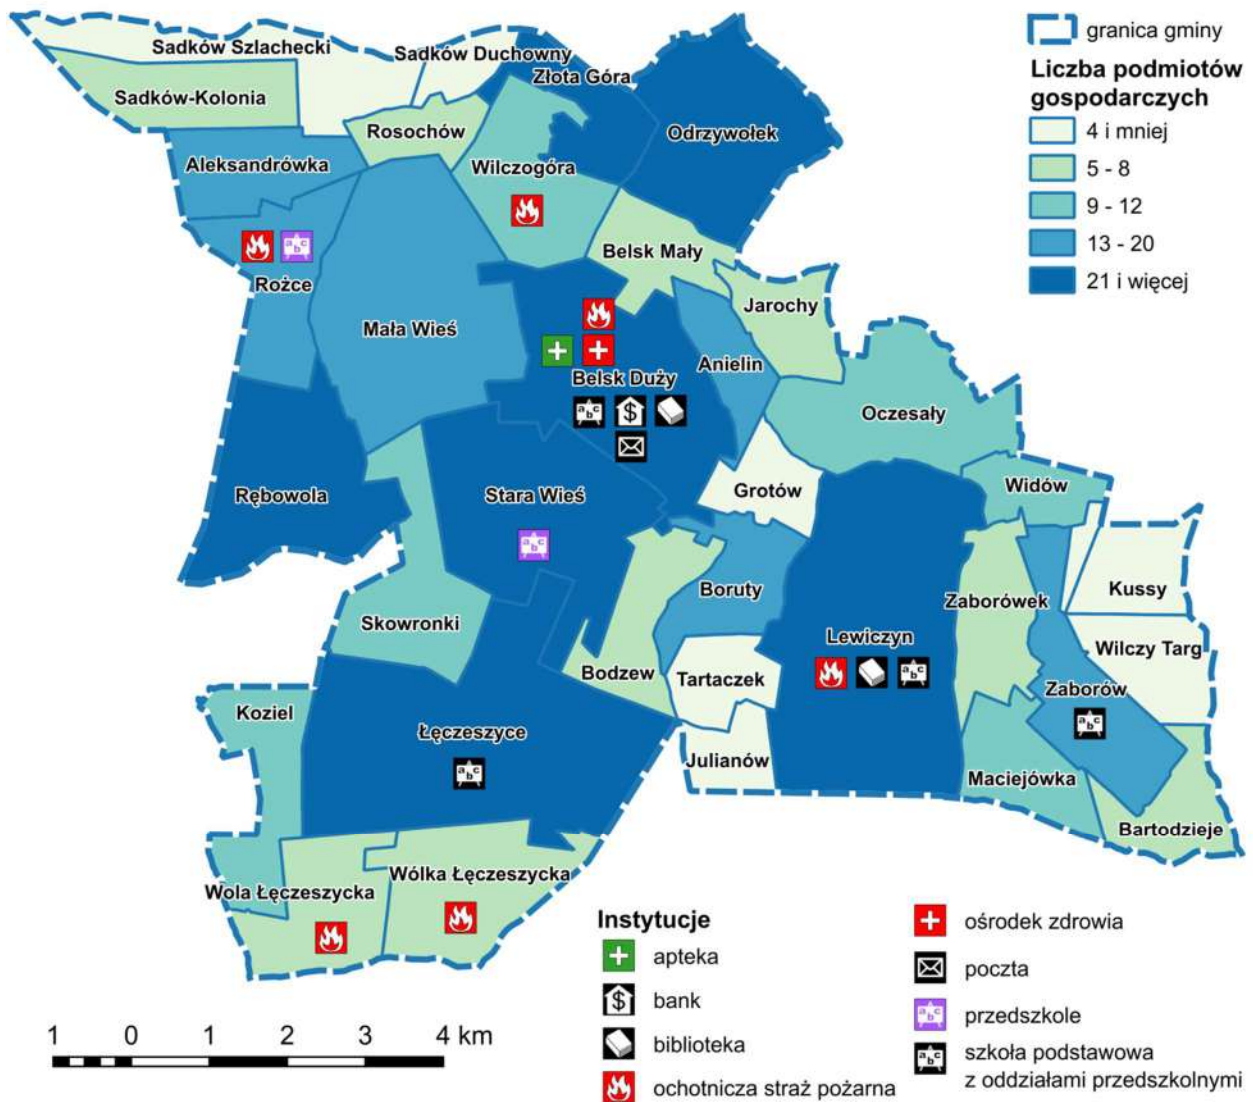 Sadków Szlachecki
Sadków Duchowny
Złota Góra
Sadków-Kolonia
Rosochów
Odrzywołek
Aleksandrówka
Wilczogóra
Belsk Mały
Rożce
Jarochy
Mała Wieś
Anielin
Belsk Duży
Oczesały
Rębowola
Stara Wieś
Grotów
Widów
Kussy
Boruty
Zaborówek
Skowronki
Lewiczyn
Wilczy Targ
Bodzew
Tartaczek
Zaborów
Koziel
Łęczeszyce
Julianów
Maciejówka
Bartodzieje
Wola Łęczeszycka
Wólka Łęczeszycka
granica gminy
Liczba podmiotów
gospodarczych
4 i mniej
5 - 8
9 - 12
13 - 20
21 i więcej
Instytucje
apteka
bank
biblioteka
ochotnicza straż pożarna
ośrodek zdrowia
poczta
przedszkole
szkoła podstawowa
z oddziałami przedszkolnymi
1 0 1 2 3 4 km